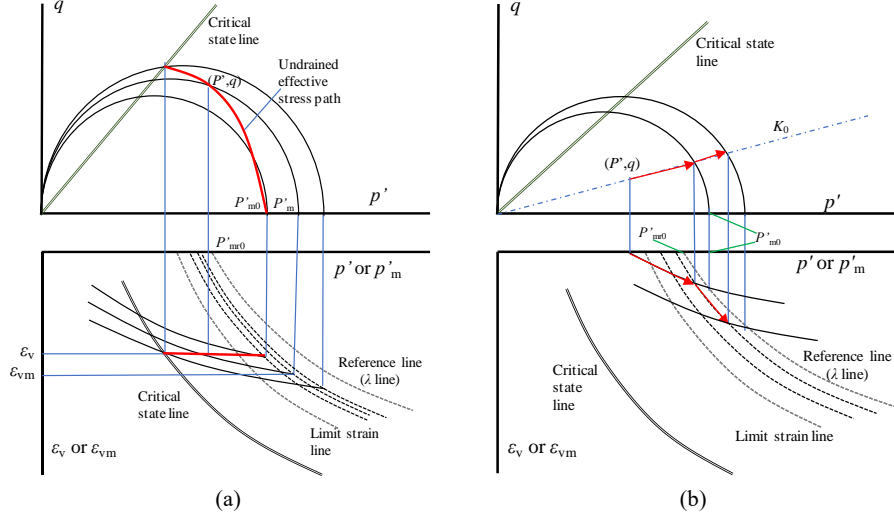 q
Critical
state line
(P',q)
Undrained
effective
stress path
P'm0
P'm
p'
P'mr0
p' or p'm
εv
εvm
Reference line
(λ line)
Critical
state line
Limit strain
line
εv or εvm
(a)
q
Critical state
line
K0
(P',q)
p'
P'mr0
P'm0
p' or p'm
Reference line
(λ line)
Critical
state line
Limit strain line
εv or εvm
(b)